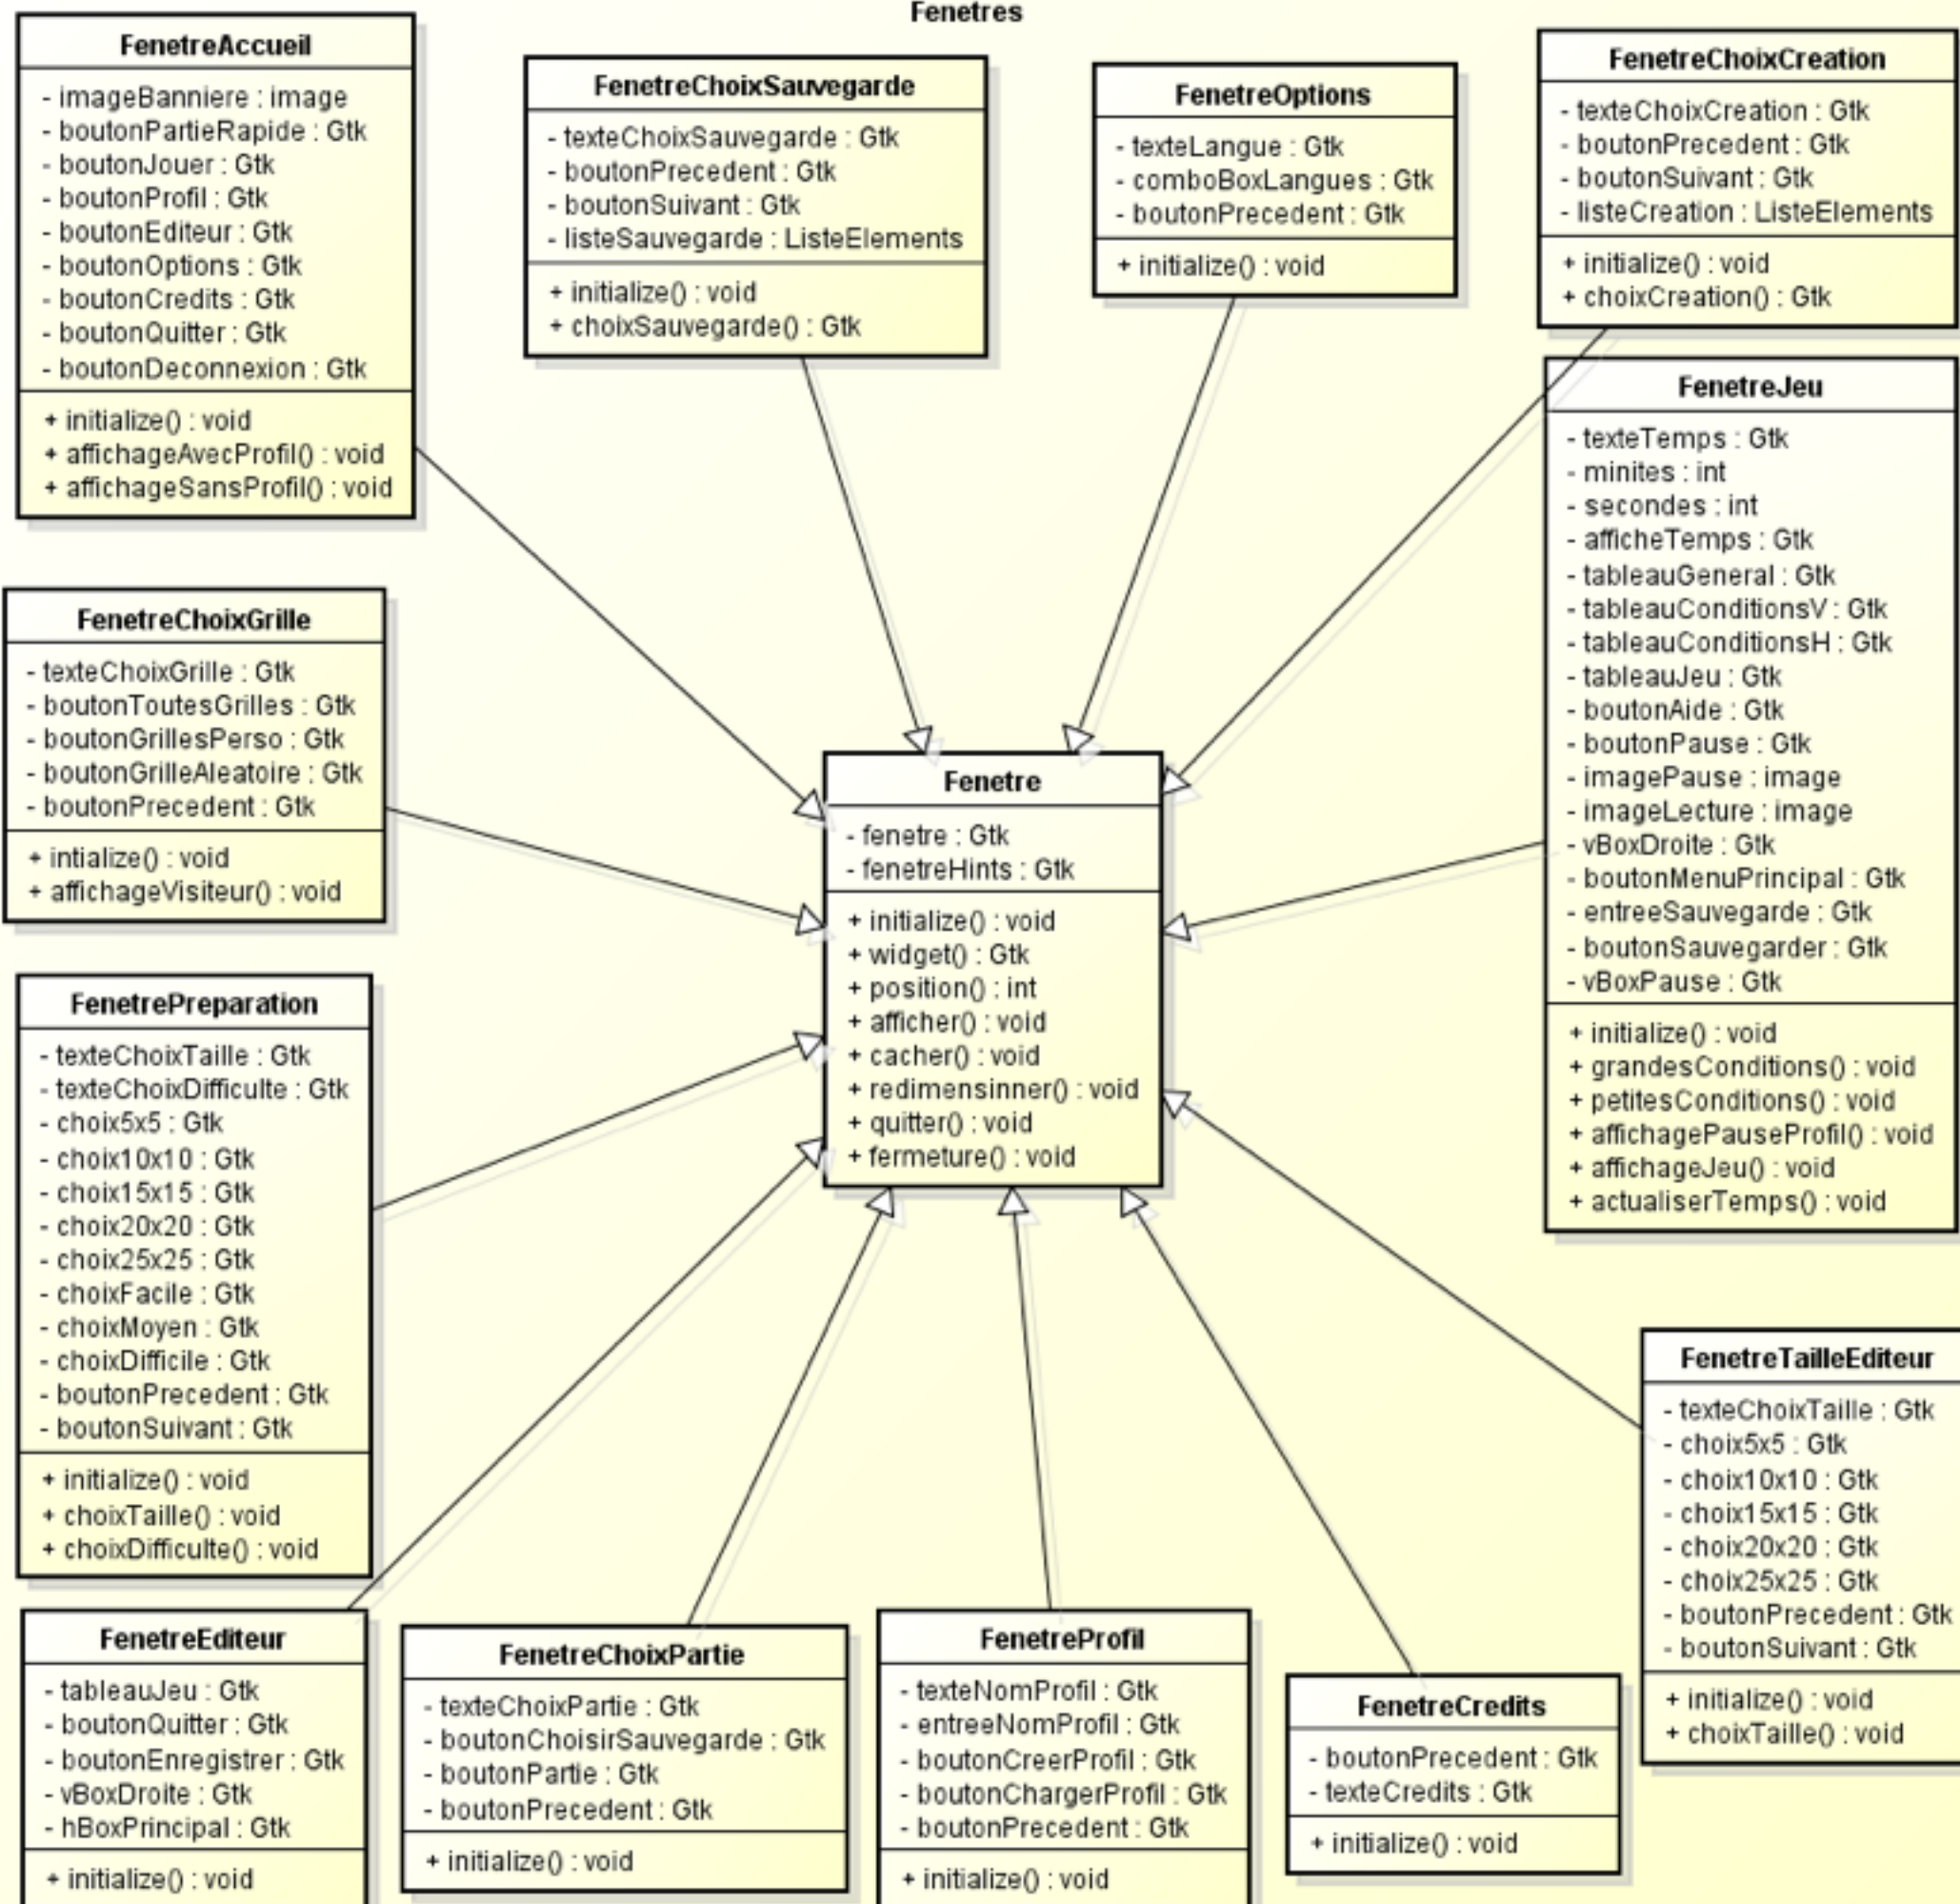 Fenetres
FenetreAccueil
- imageBanniere : image
- boutonPartieRapide : Gtk
- boutonJouer : Gtk
- boutonProfil : Gtk
- boutonEditeur : Gtk
- boutonOptions : Gtk
- boutonCredits : Gtk
- boutonQuitter : Gtk
- boutonDeconnexion : Gtk
+ initialize() : void
+ affichageAvecProfil() : void
+ affichageSansProfil() : void
FenetreChoixSauvegarde
- texteChoixSauvegarde : Gtk
- boutonPrecedent : Gtk
- boutonSuivant : Gtk
- listeSauvegarde : ListeElements
+ initialize() : void
+ choixSauvegarde() : Gtk
FenetreOptions
- texteLangue : Gtk
- comboBoxLangues : Gtk
- boutonPrecedent : Gtk
+ initialize() : void
FenetreChoixCreation
- texteChoixCreation : Gtk
- boutonPrecedent : Gtk
- boutonSuivant : Gtk
- listeCreation : ListeElements
+ initialize() : void
+ choixCreation() : Gtk
FenetreJeu
- texteTemps : Gtk
- minites : int
- secondes : int
- afficheTemps : Gtk
- tableauGeneral : Gtk
- tableauConditionsV : Gtk
- tableauConditionsH : Gtk
- tableauJeu : Gtk
- boutonAide : Gtk
- boutonPause : Gtk
- imagePause : image
- imageLecture : image
- vBoxDroite : Gtk
- boutonMenuPrincipal : Gtk
- entreeSauvegarde : Gtk
- boutonSauvegarder : Gtk
- vBoxPause : Gtk
+ initialize() : void
+ grandesConditions() : void
+ petitesConditions() : void
+ affichagePauseProfil() : void
+ affichageJeu() : void
+ actualiserTemps() : void
FenetreChoixGrille
- texteChoixGrille : Gtk
- boutonToutesGrilles : Gtk
- boutonGrillesPerso : Gtk
- boutonGrilleAleatoire : Gtk
- boutonPrecedent : Gtk
+ intialize() : void
+ affichageVisiteur() : void
Fenetre
- fenetre : Gtk
- fenetreHints : Gtk
+ initialize() : void
+ widget() : Gtk
+ position() : int
+ afficher() : void
+ cacher() : void
+ redimensinner() : void
+ quitter() : void
+ fermeture() : void
FenetrePreparation
- texteChoixTaille : Gtk
- texteChoixDifficulte : Gtk
- choix5x5 : Gtk
- choix10x10 : Gtk
- choix15x15 : Gtk
- choix20x20 : Gtk
- choix25x25 : Gtk
- choixFacile : Gtk
- choixMoyen : Gtk
- choixDifficile : Gtk
- boutonPrecedent : Gtk
- boutonSuivant : Gtk
+ initialize() : void
+ choixTaille() : void
+ choixDifficulte() : void
FenetreTailleEditeur
- texteChoixTaille : Gtk
- choix5x5 : Gtk
- choix10x10 : Gtk
- choix15x15 : Gtk
- choix20x20 : Gtk
- choix25x25 : Gtk
- boutonPrecedent : Gtk
- boutonSuivant : Gtk
+ initialize() : void
+ choixTaille() : void
FenetreEditeur
- tableauJeu : Gtk
- boutonQuitter : Gtk
- boutonEnregistrer : Gtk
- vBoxDroite : Gtk
- hBoxPrincipal : Gtk
+ initialize() : void
FenetreChoixPartie
- texteChoixPartie : Gtk
- boutonChoisirSauvegarde : Gtk
- boutonPartie : Gtk
- boutonPrecedent : Gtk
+ initialize() : void
FenetreProfil
- texteNomProfil : Gtk
- entreeNomProfil : Gtk
- boutonCreerProfil : Gtk
- boutonChargerProfil : Gtk
- boutonPrecedent : Gtk
+ initialize() : void
FenetreCredits
- boutonPrecedent : Gtk
- texteCredits : Gtk
+ initialize() : void